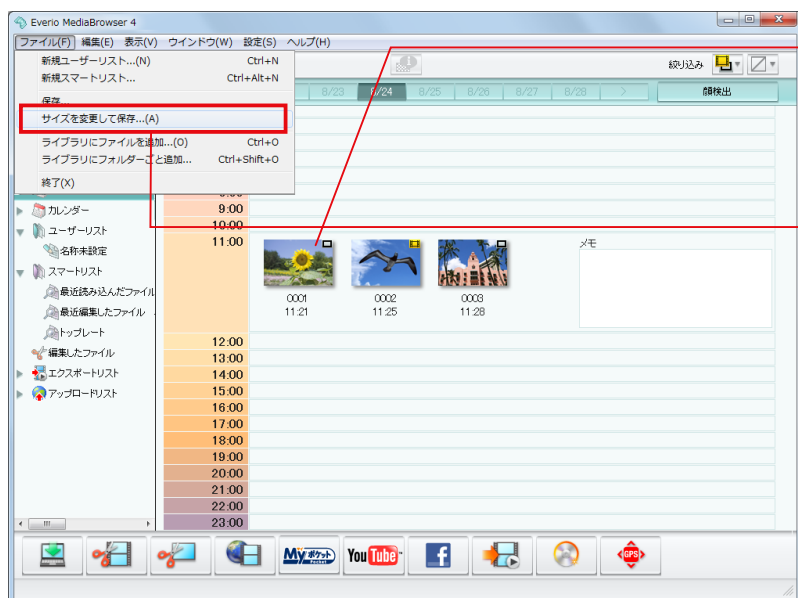 Everio MediaBrowser 4
ファイル(F) 編集(E) 表示(V) ウインドウ(W) 設定(S) ヘルプ(H)
新規ユーザーリスト...(N) Ctrl+N
新規スマートリスト... Ctrl+Alt+N
保存...
サイズを変更して保存...(A)
ライブラリにファイルを追加...(O) Ctrl+O
ライブラリにフォルダーごと追加... Ctrl+Shift+O
終了(X)
絞り込み
8/23 8/24 8/25 8/26 8/27 8/28 >
顔検出
カレンダー
ユーザーリスト
名称未設定
スマートリスト
最近読み込んだファイル
最近編集したファイル
トップレート
編集したファイル
エクスポートリスト
アップロードリスト
9:00
10:00
11:00
0001
11:21
0002
11:25
0003
11:28
メモ
12:00
13:00
14:00
15:00
16:00
17:00
18:00
19:00
20:00
21:00
22:00
23:00
Myポケット Pocket
YouTube
f
GPS